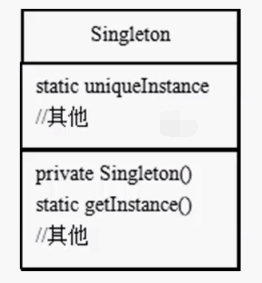 Singleton
static uniqueInstance
//其他
private Singleton()
static getInstance()
//其他